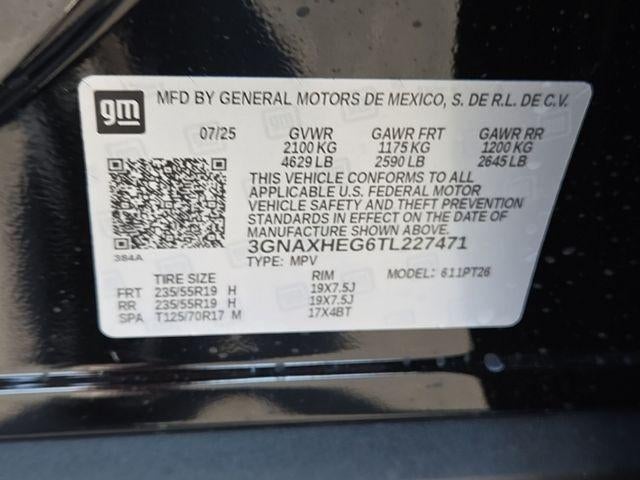 gm MFD BY GENERAL MOTORS DE MEXICO, S. DE R.L. DE C.V.
07/25 GVWR GAWR FRT GAWR RR
2100 KG 1175 KG 1200 KG
4629 LB 2590 LB 2645 LB
THIS VEHICLE CONFORMS TO ALL
APPLICABLE U.S. FEDERAL MOTOR
VEHICLE SAFETY AND THEFT PREVENTION
STANDARDS IN EFFECT ON THE DATE OF
MANUFACTURE SHOWN ABOVE.
384A 3GNAXHEG6TL227471
TYPE: MPV MODEL: 611PT26
TIRE SIZE RIM
FRT 235/55R19 H 19X7.5J
RR 235/55R19 H 19X7.5J
SPA T125/70R17 M 17X4BT